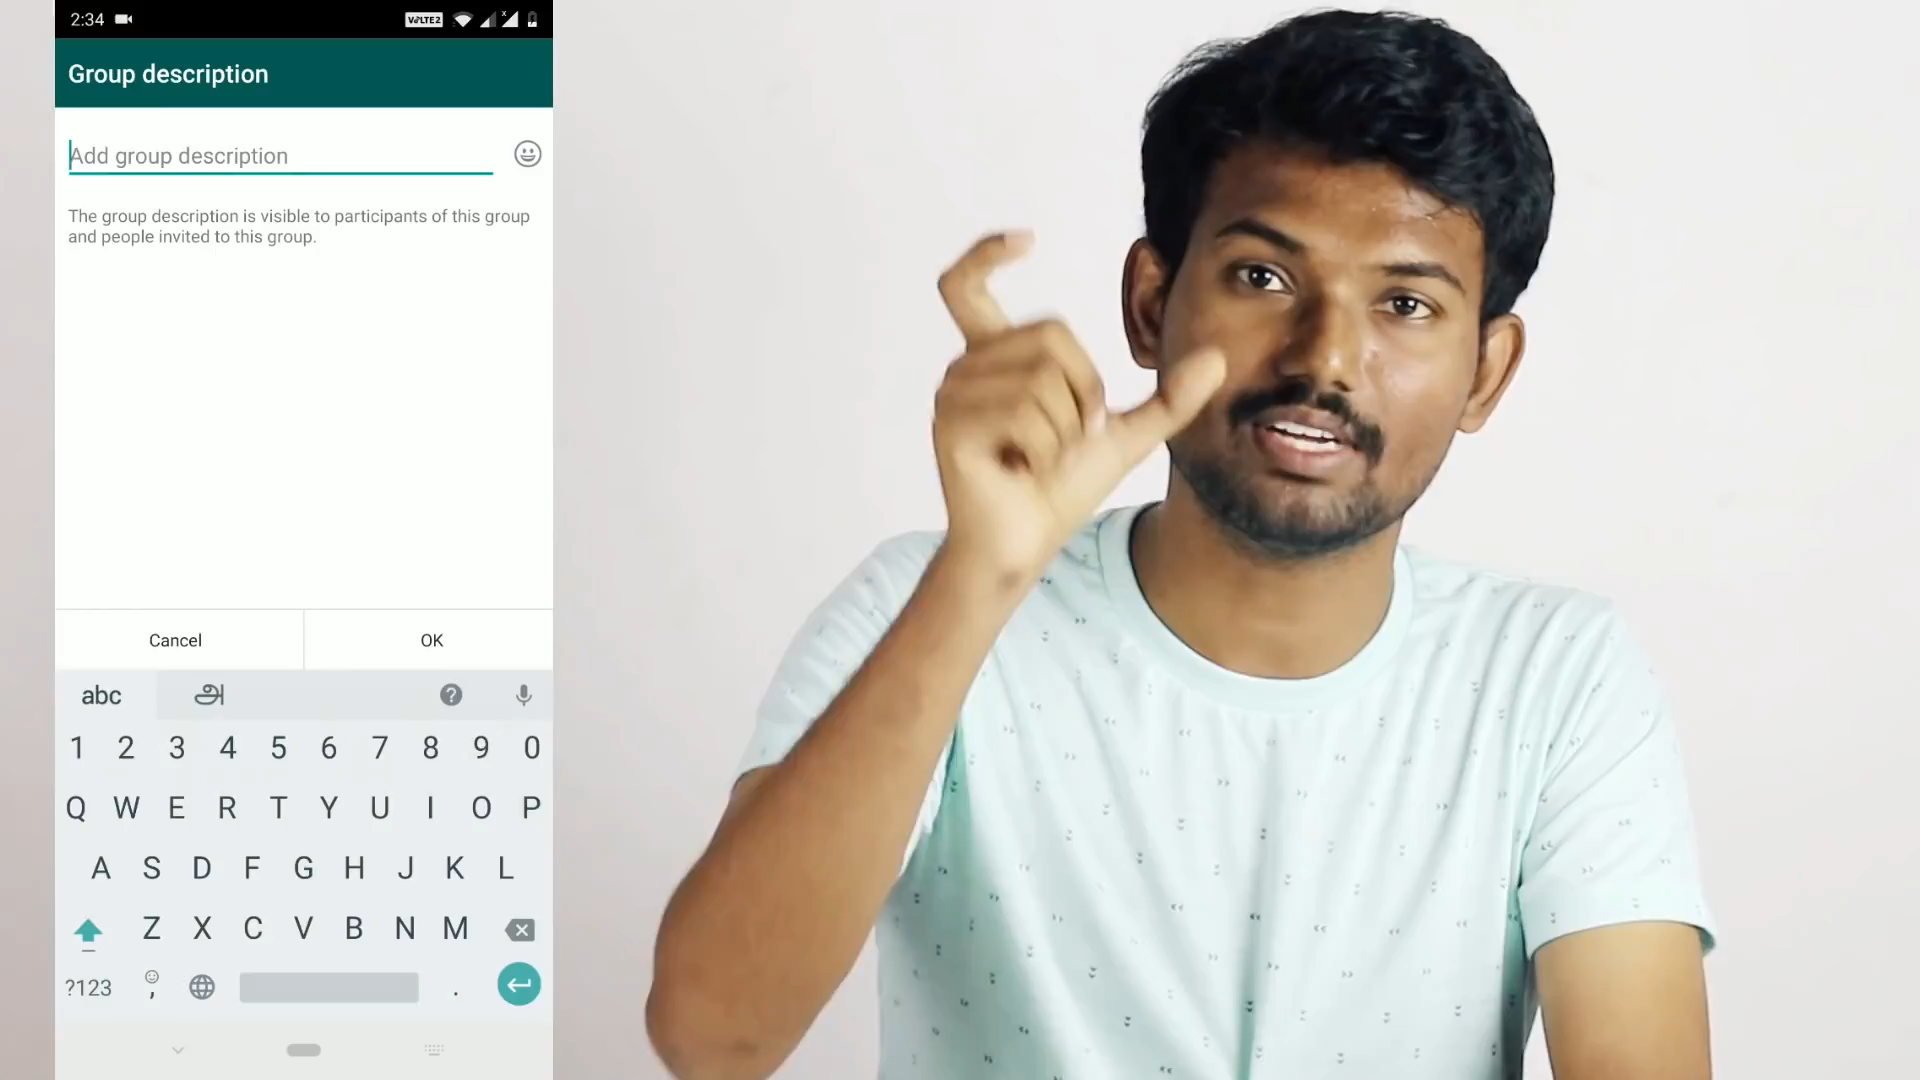 2:34 VoLTE2 x
Group description
Add group description
The group description is visible to participants of this group
and people invited to this group.
Cancel OK
abc அ ?
1 2 3 4 5 6 7 8 9 0
Q W E R T Y U I O P
A S D F G H J K L
Z X C V B N M
?123 , .